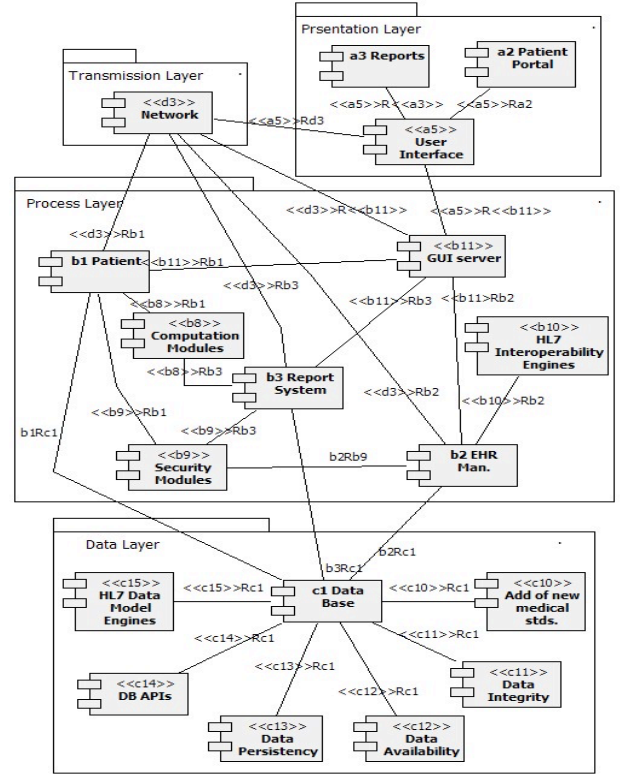 Prsentation Layer
a3 Reports
a2 Patient
Portal
Transmission Layer
<<d3>>
Network
<<a5>>R<<a3>>
<<a5>>Ra2
<<a5>>Rd3
<<a5>>
User
Interface
Process Layer
<<d3>>R<<b11>>
<<a5>>R<<b11>>
<<d3>>Rb1
<<b11>>
GUI server
b1 Patient
<<b11>>Rb1
<<d3>>Rb3
<<b11>>Rb3
<<b11>Rb2
<<b8>>Rb1
<<b8>>
Computation
Modules
<<b10>>
HL7
Interoperability
Engines
<<b8>>Rb3
b3 Report
System
<<d3>>Rb2
<<b10>>Rb2
<<b9>>Rb1
<<b9>>Rb3
b1Rc1
<<b9>>
Security
Modules
b2Rb9
b2 EHR
Man.
Data Layer
b2Rc1
b3Rc1
<<c15>>
HL7 Data
Model
Engines
<<c15>>Rc1
c1 Data
Base
<<c10>>Rc1
<<c10>>
Add of new
medical
stds.
<<c14>>Rc1
<<c11>>Rc1
<<c13>>Rc1
<<c14>>
DB APIs
<<c12>>Rc1
<<c11>>
Data
Integrity
<<c13>>
Data
Persistency
<<c12>>
Data
Availability